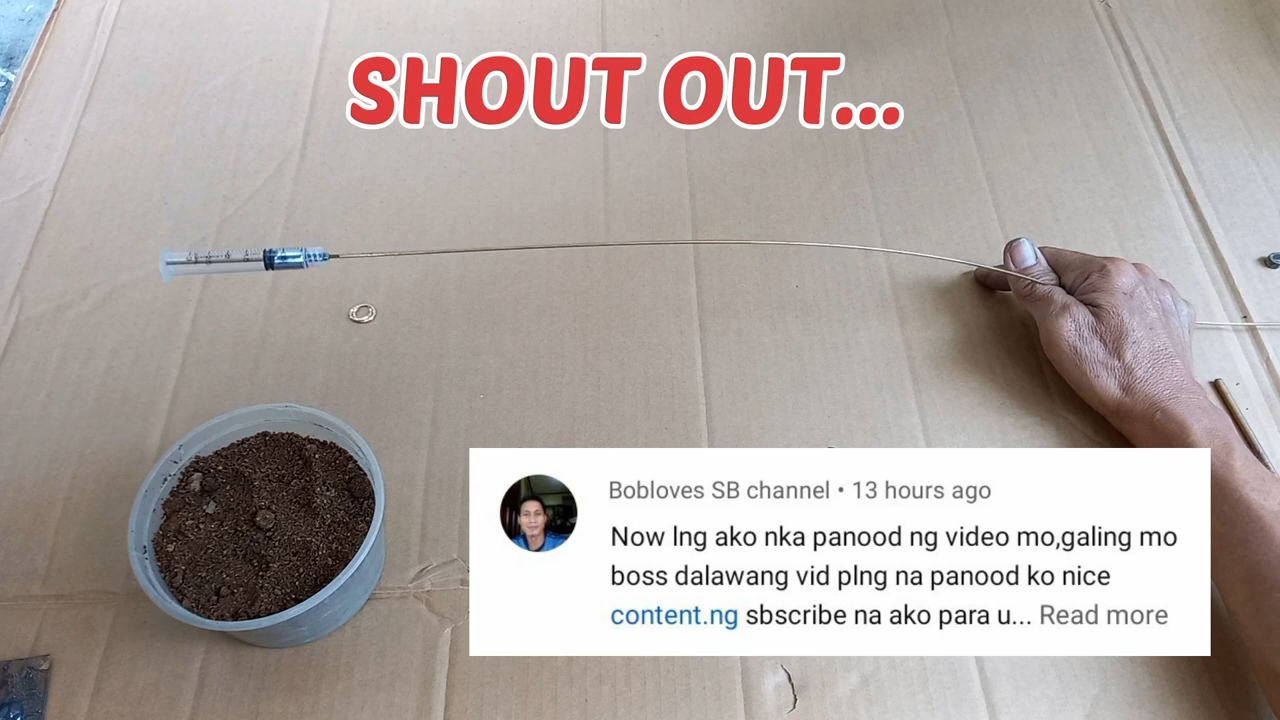 SHOUT OUT...
Bobloves SB channel • 13 hours ago
Now lng ako nka panood ng video mo,galing mo
boss dalawang vid plng na panood ko nice
content.ng sbscribe na ako para u... Read more